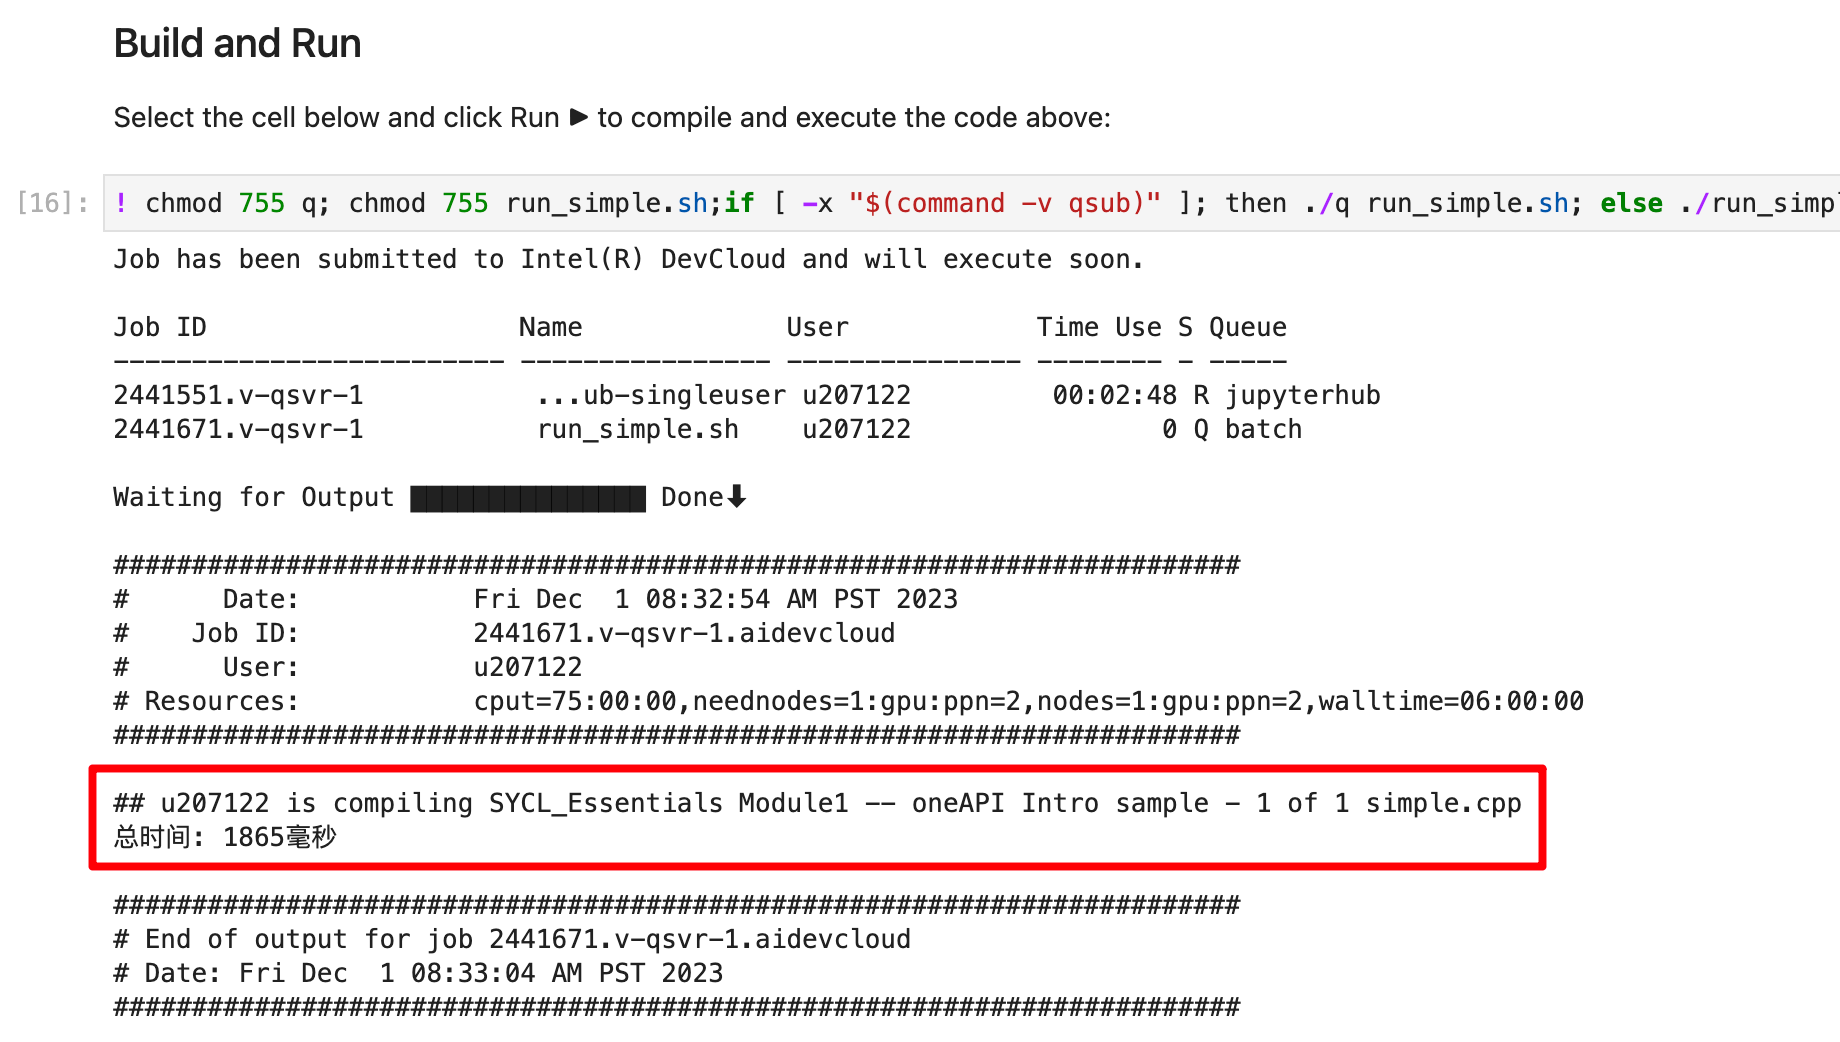 Build and Run
Select the cell below and click Run ▶ to compile and execute the code above:
[16]: ! chmod 755 q; chmod 755 run_simple.sh;if [ -x "$(command -v qsub)" ]; then ./q run_simple.sh; else ./run_simpl
Job has been submitted to Intel(R) DevCloud and will execute soon.
Job ID                    Name             User            Time Use S Queue
------------------------- ---------------- --------------- -------- - -----
2441551.v-qsvr-1           ...ub-singleuser u207122         00:02:48 R jupyterhub
2441671.v-qsvr-1           run_simple.sh    u207122                0 Q batch
Waiting for Output ███████████████ Done⬇
########################################################################
#      Date:           Fri Dec  1 08:32:54 AM PST 2023
#    Job ID:           2441671.v-qsvr-1.aidevcloud
#      User:           u207122
# Resources:           cput=75:00:00,neednodes=1:gpu:ppn=2,nodes=1:gpu:ppn=2,walltime=06:00:00
########################################################################
## u207122 is compiling SYCL_Essentials Module1 -- oneAPI Intro sample - 1 of 1 simple.cpp
总时间: 1865毫秒
########################################################################
# End of output for job 2441671.v-qsvr-1.aidevcloud
# Date: Fri Dec  1 08:33:04 AM PST 2023
########################################################################